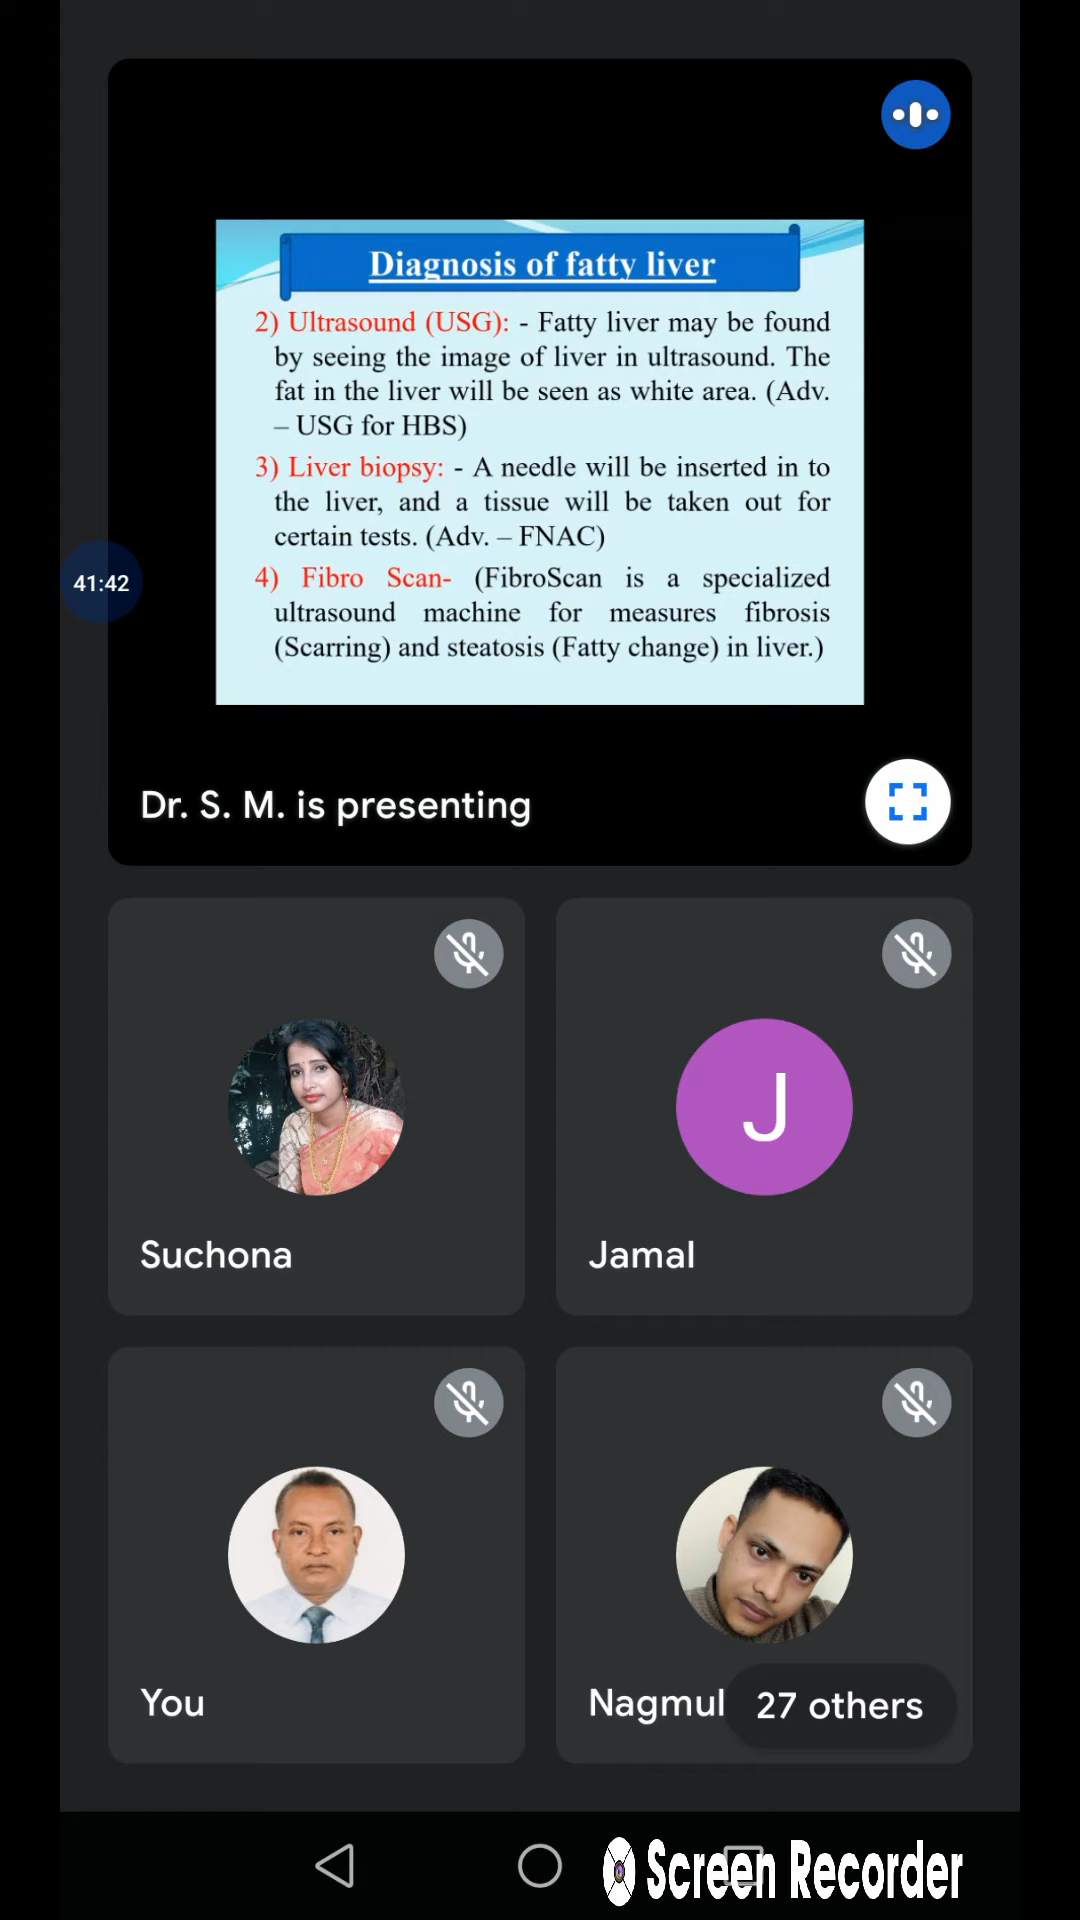 Diagnosis of fatty liver
2) Ultrasound (USG): - Fatty liver may be found
by seeing the image of liver in ultrasound. The
fat in the liver will be seen as white area. (Adv.
– USG for HBS)
3) Liver biopsy: - A needle will be inserted in to
the liver, and a tissue will be taken out for
certain tests. (Adv. – FNAC)
4) Fibro Scan- (FibroScan is a specialized
ultrasound machine for measures fibrosis
(Scarring) and steatosis (Fatty change) in liver.)
41:42
Dr. S. M. is presenting
Suchona
J
Jamal
You
Nagmul
27 others
Screen Recorder